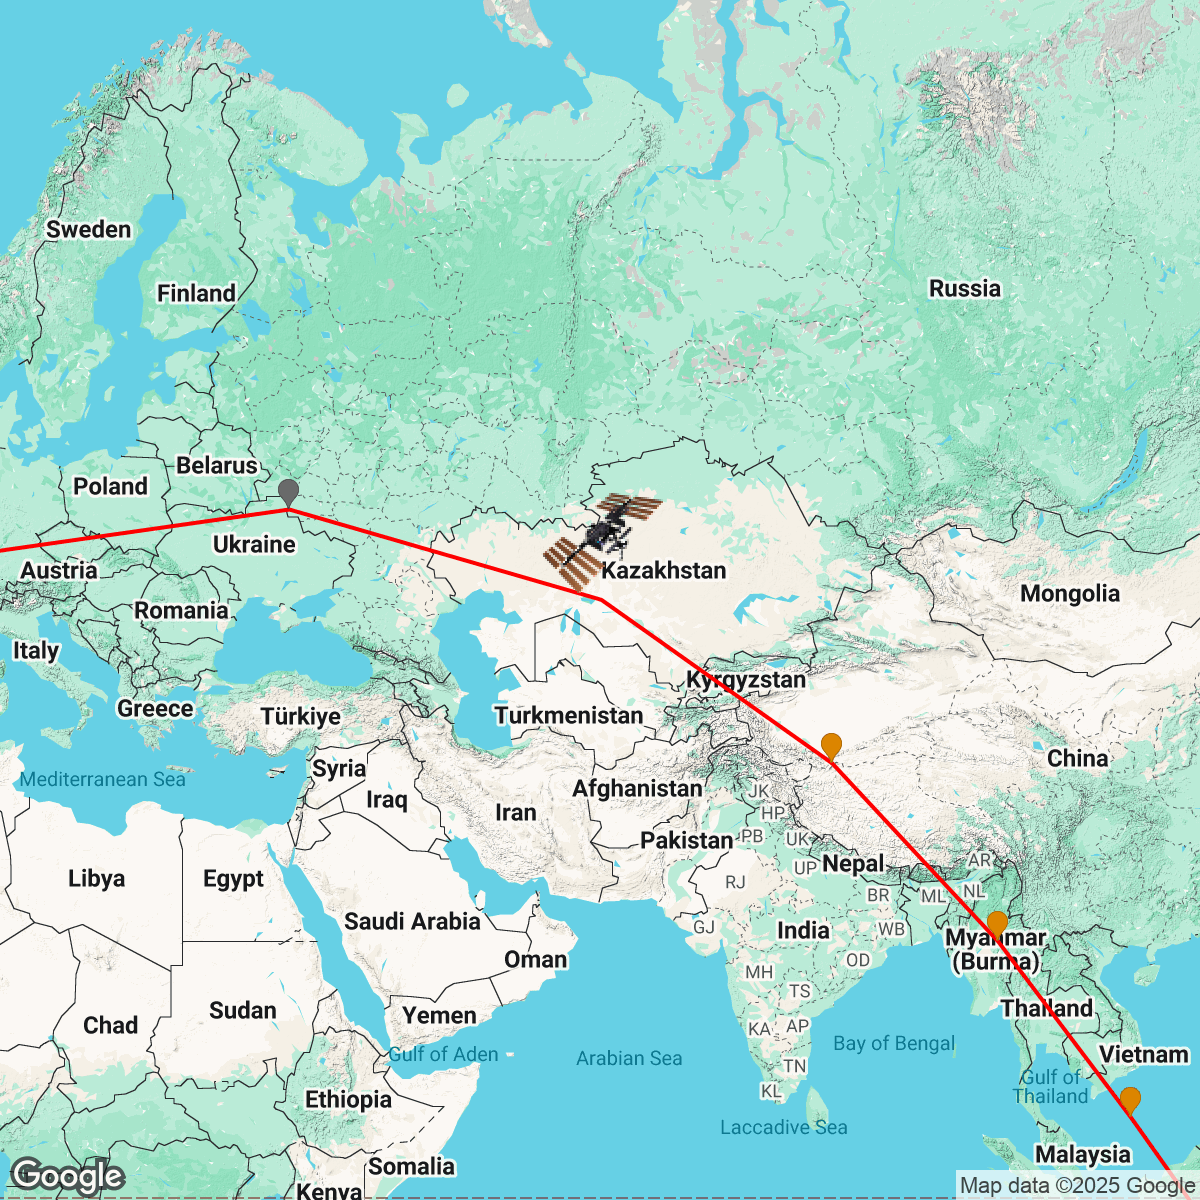 Sweden
Finland
Russia
Belarus
Poland
Ukraine
Austria
Kazakhstan
Mongolia
Romania
Italy
Kyrgyzstan
Greece
Türkiye
Turkmenistan
China
Syria
Mediterranean Sea
Afghanistan
JK
Iraq
Iran
HP
Pakistan
PB
UK
Nepal
UP
AR
Libya
Egypt
RJ
BR
ML
NL
Saudi Arabia
GJ
India
WB
Myanmar
(Burma)
Oman
OD
MH
TS
Sudan
Yemen
Thailand
Chad
KA
AP
Gulf of Aden
Arabian Sea
Bay of Bengal
Vietnam
TN
Gulf of
Thailand
KL
Ethiopia
Laccadive Sea
Malaysia
Somalia
Google
Kenya
Map data ©2025 Google